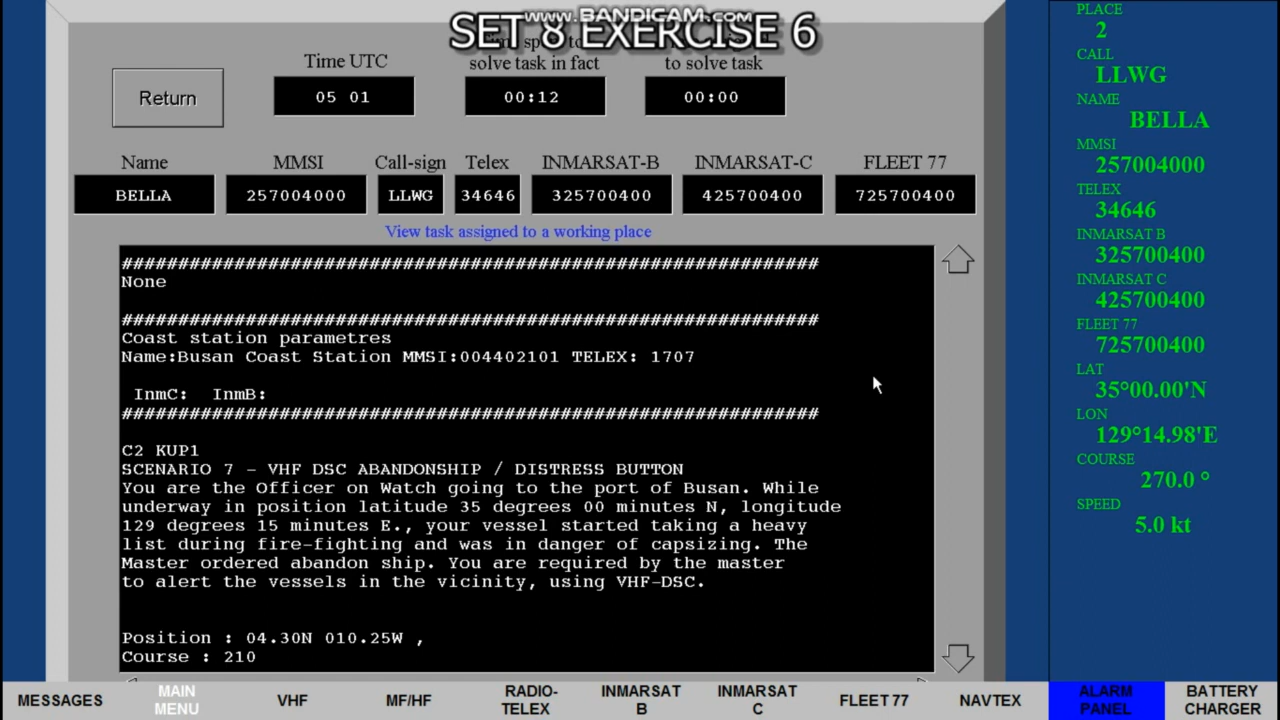 www.BANDICAM.com
SET 8 EXERCISE 6
Return
Time UTC
solve task in fact
to solve task
05 01
00:12
00:00
Name
MMSI
Call-sign
Telex
INMARSAT-B
INMARSAT-C
FLEET 77
BELLA
257004000
LLWG
34646
325700400
425700400
725700400
View task assigned to a working place
##############################################################
None
##############################################################
Coast station parametres
Name:Busan Coast Station MMSI:004402101 TELEX: 1707
InmC:  InmB:
##############################################################
C2 KUP1
SCENARIO 7 - VHF DSC ABANDONSHIP / DISTRESS BUTTON
You are the Officer on Watch going to the port of Busan. While
underway in position latitude 35 degrees 00 minutes N, longitude
129 degrees 15 minutes E., your vessel started taking a heavy
list during fire-fighting and was in danger of capsizing. The
Master ordered abandon ship. You are required by the master
to alert the vessels in the vicinity, using VHF-DSC.
Position : 04.30N 010.25W ,
Course : 210
PLACE
2
CALL
LLWG
NAME
BELLA
MMSI
257004000
TELEX
34646
INMARSAT B
325700400
INMARSAT C
425700400
FLEET 77
725700400
LAT
35°00.00'N
LON
129°14.98'E
COURSE
270.0 °
SPEED
5.0 kt
MESSAGES
MAIN
MENU
VHF
MF/HF
RADIO-
TELEX
INMARSAT
B
INMARSAT
C
FLEET 77
NAVTEX
ALARM
PANEL
BATTERY
CHARGER